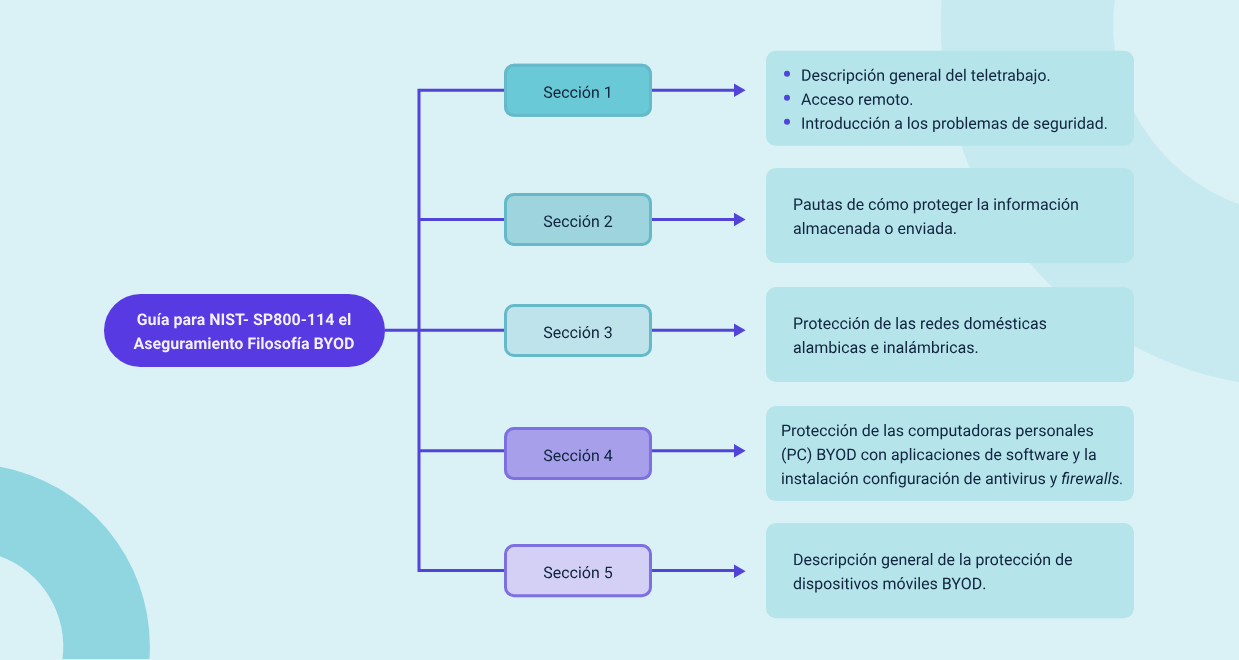 Guía para NIST- SP800-114 el
Aseguramiento Filosofía BYOD
Sección 1
Descripción general del teletrabajo.
Acceso remoto.
Introducción a los problemas de seguridad.
Sección 2
Pautas de cómo proteger la información
almacenada o enviada.
Sección 3
Protección de las redes domésticas
alambicas e inalámbricas.
Sección 4
Protección de las computadoras personales
(PC) BYOD con aplicaciones de software y la
instalación configuración de antivirus y firewalls.
Sección 5
Descripción general de la protección de
dispositivos móviles BYOD.